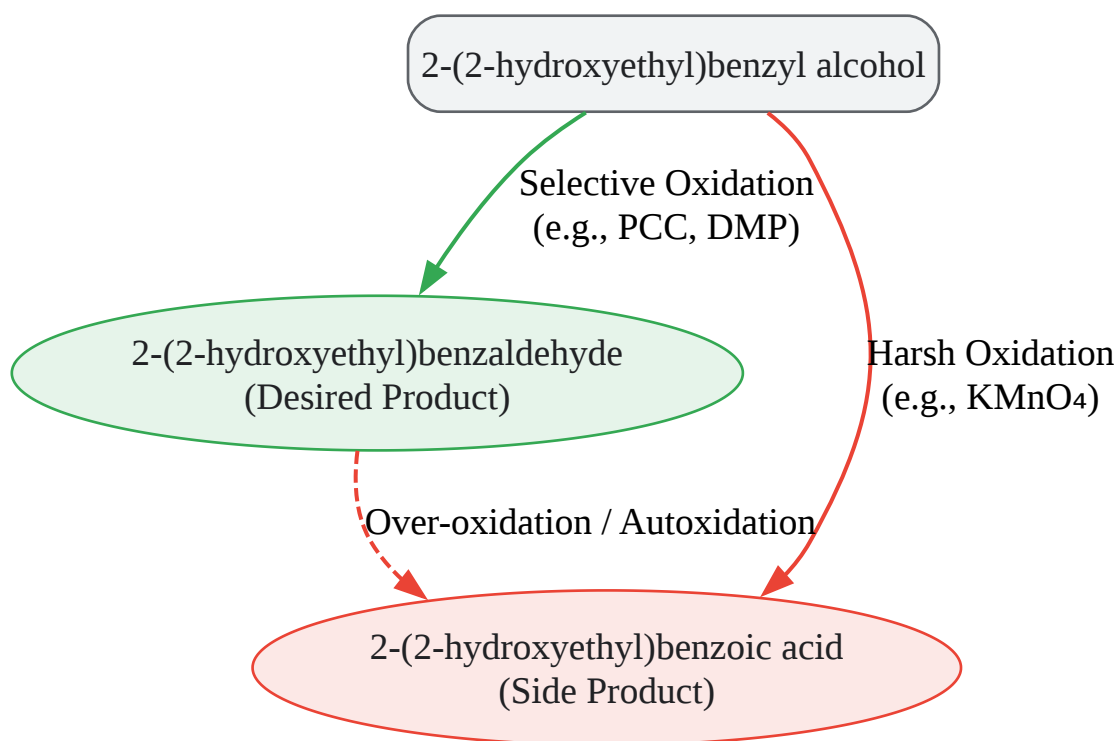 2-(2-hydroxyethyl)benzyl alcohol
Selective Oxidation
(e.g., PCC, DMP)
2-(2-hydroxyethyl)benzaldehyde
(Desired Product)
Harsh Oxidation
(e.g., KMnO₄)
Over-oxidation / Autoxidation
2-(2-hydroxyethyl)benzoic acid
(Side Product)